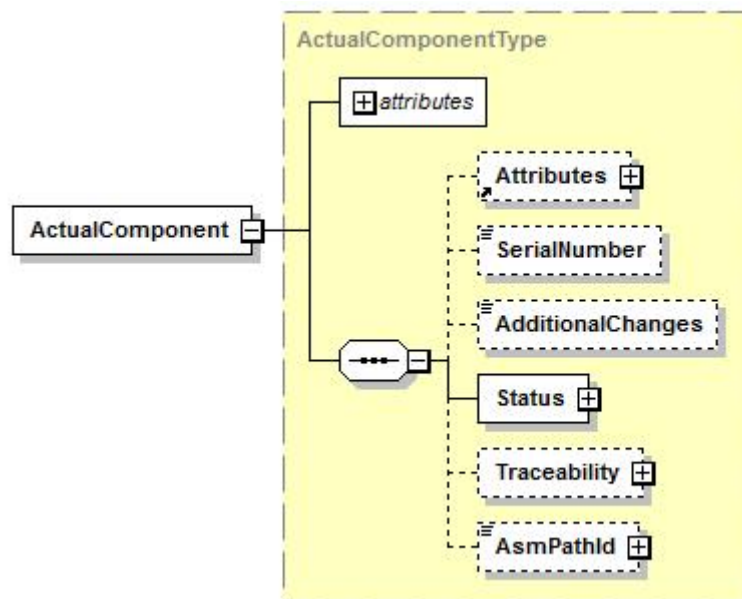 ActualComponentType
attributes
ActualComponent
Attributes
SerialNumber
AdditionalChanges
Status
Traceability
AsmPathId